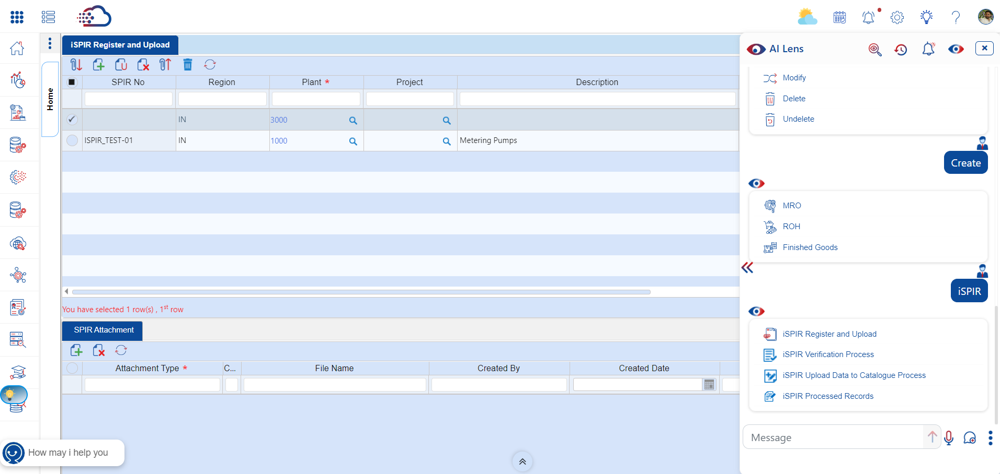 iSPIR Register and Upload
SPIR No Region Plant * Project Description
IN 3000
ISPIR_TEST-01 IN 1000 Metering Pumps
You have selected 1 row(s) , 1st row
SPIR Attachment
Attachment Type * C... File Name Created By Created Date
Home
How may i help you
AI Lens
Modify
Delete
Undelete
Create
MRO
ROH
Finished Goods
iSPIR
iSPIR Register and Upload
iSPIR Verification Process
iSPIR Upload Data to Catalogue Process
iSPIR Processed Records
Message